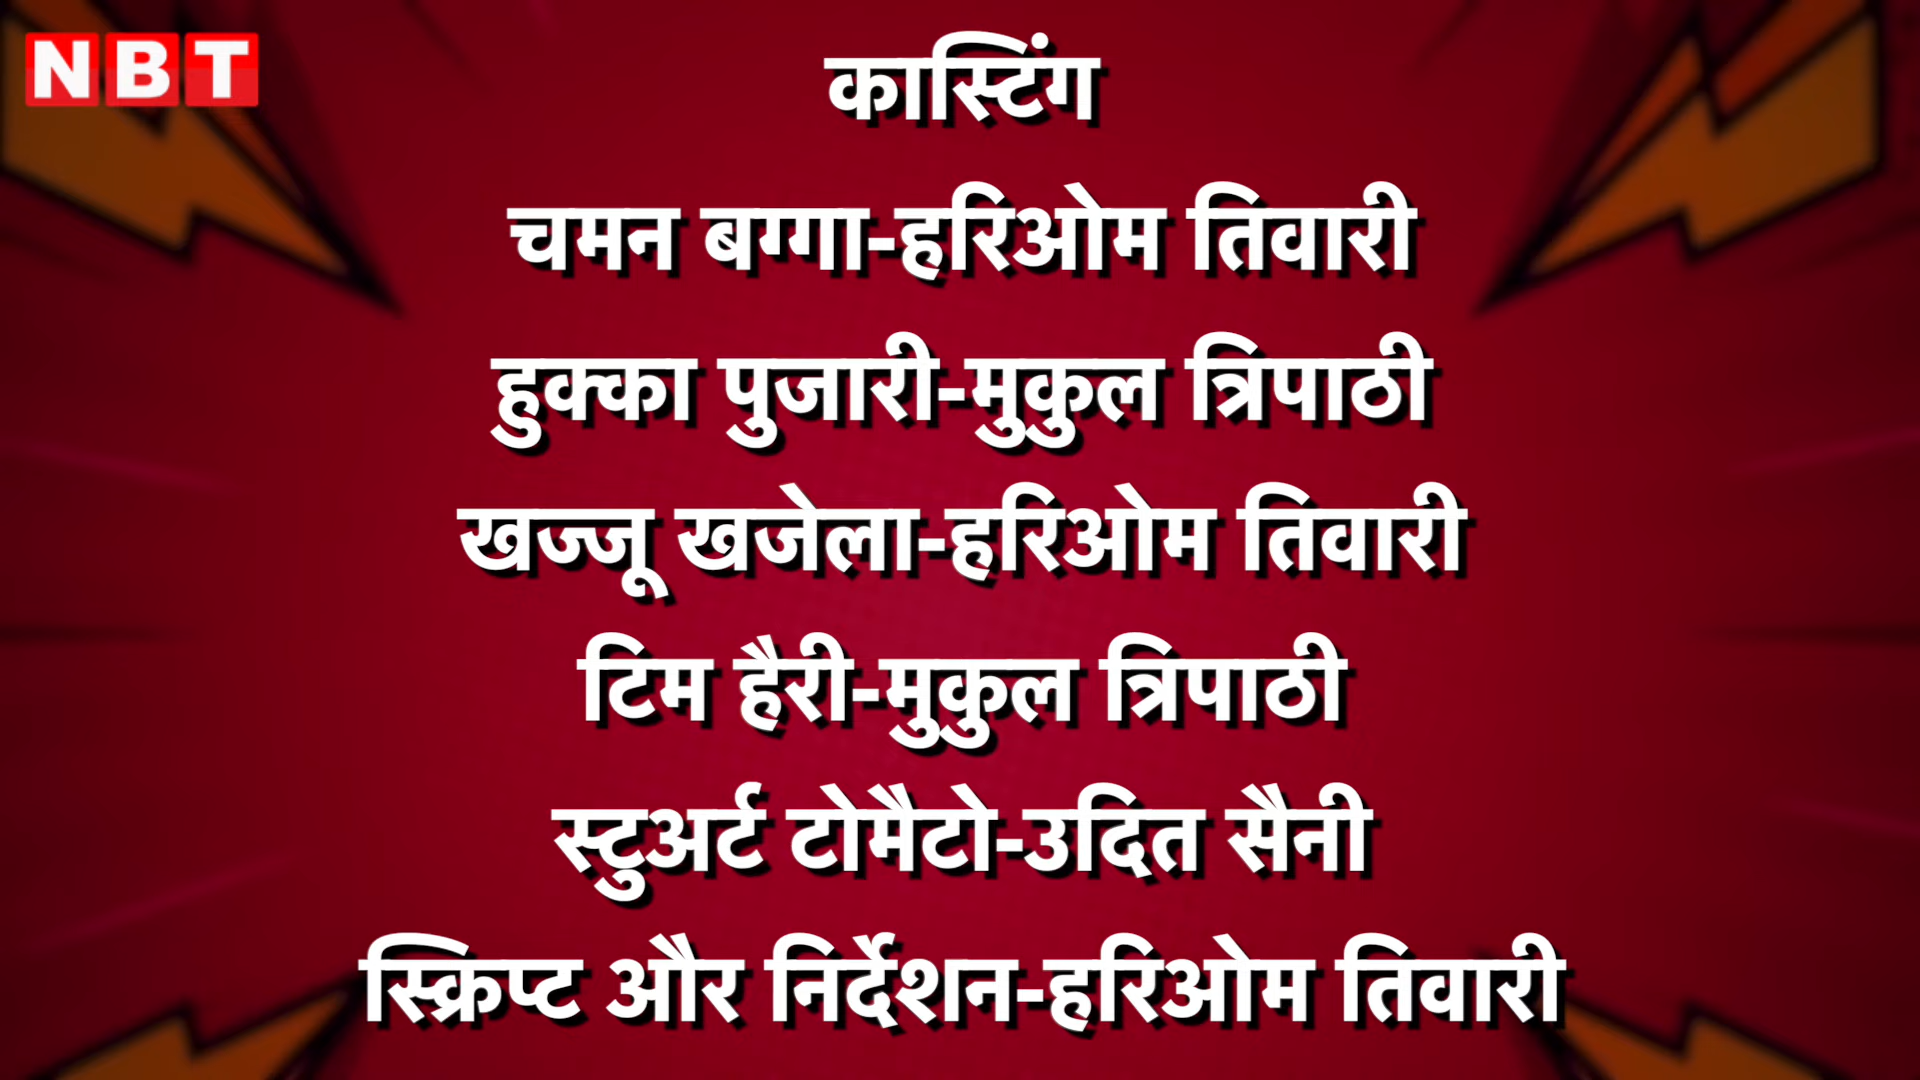 NBT
कास्टिंग
चमन बग्गा-हरिओम तिवारी
हुक्का पुजारी-मुकुल त्रिपाठी
खज्जू खजेला-हरिओम तिवारी
टिम हैरी-मुकुल त्रिपाठी
स्टुअर्ट टोमैटो-उदित सैनी
स्क्रिप्ट और निर्देशन-हरिओम तिवारी